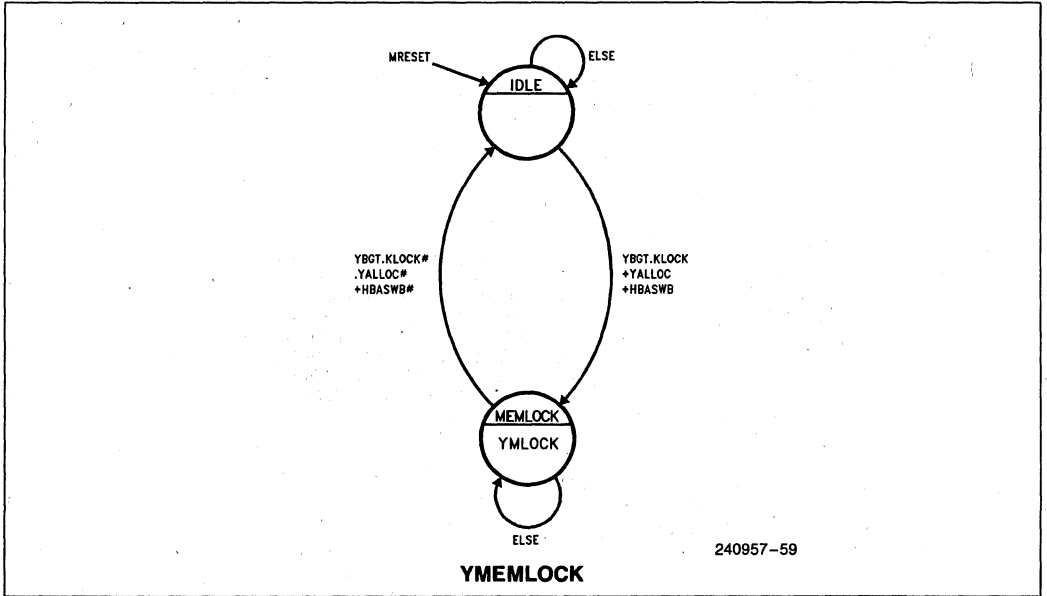 MRESET
ELSE
IDLE
YBGT.KLOCK#
.YALLOC#
+HBASWB#
YBGT.KLOCK
+YALLOC
+HBASWB
MEMLOCK
YMLOCK
ELSE
240957-59
YMEMLOCK